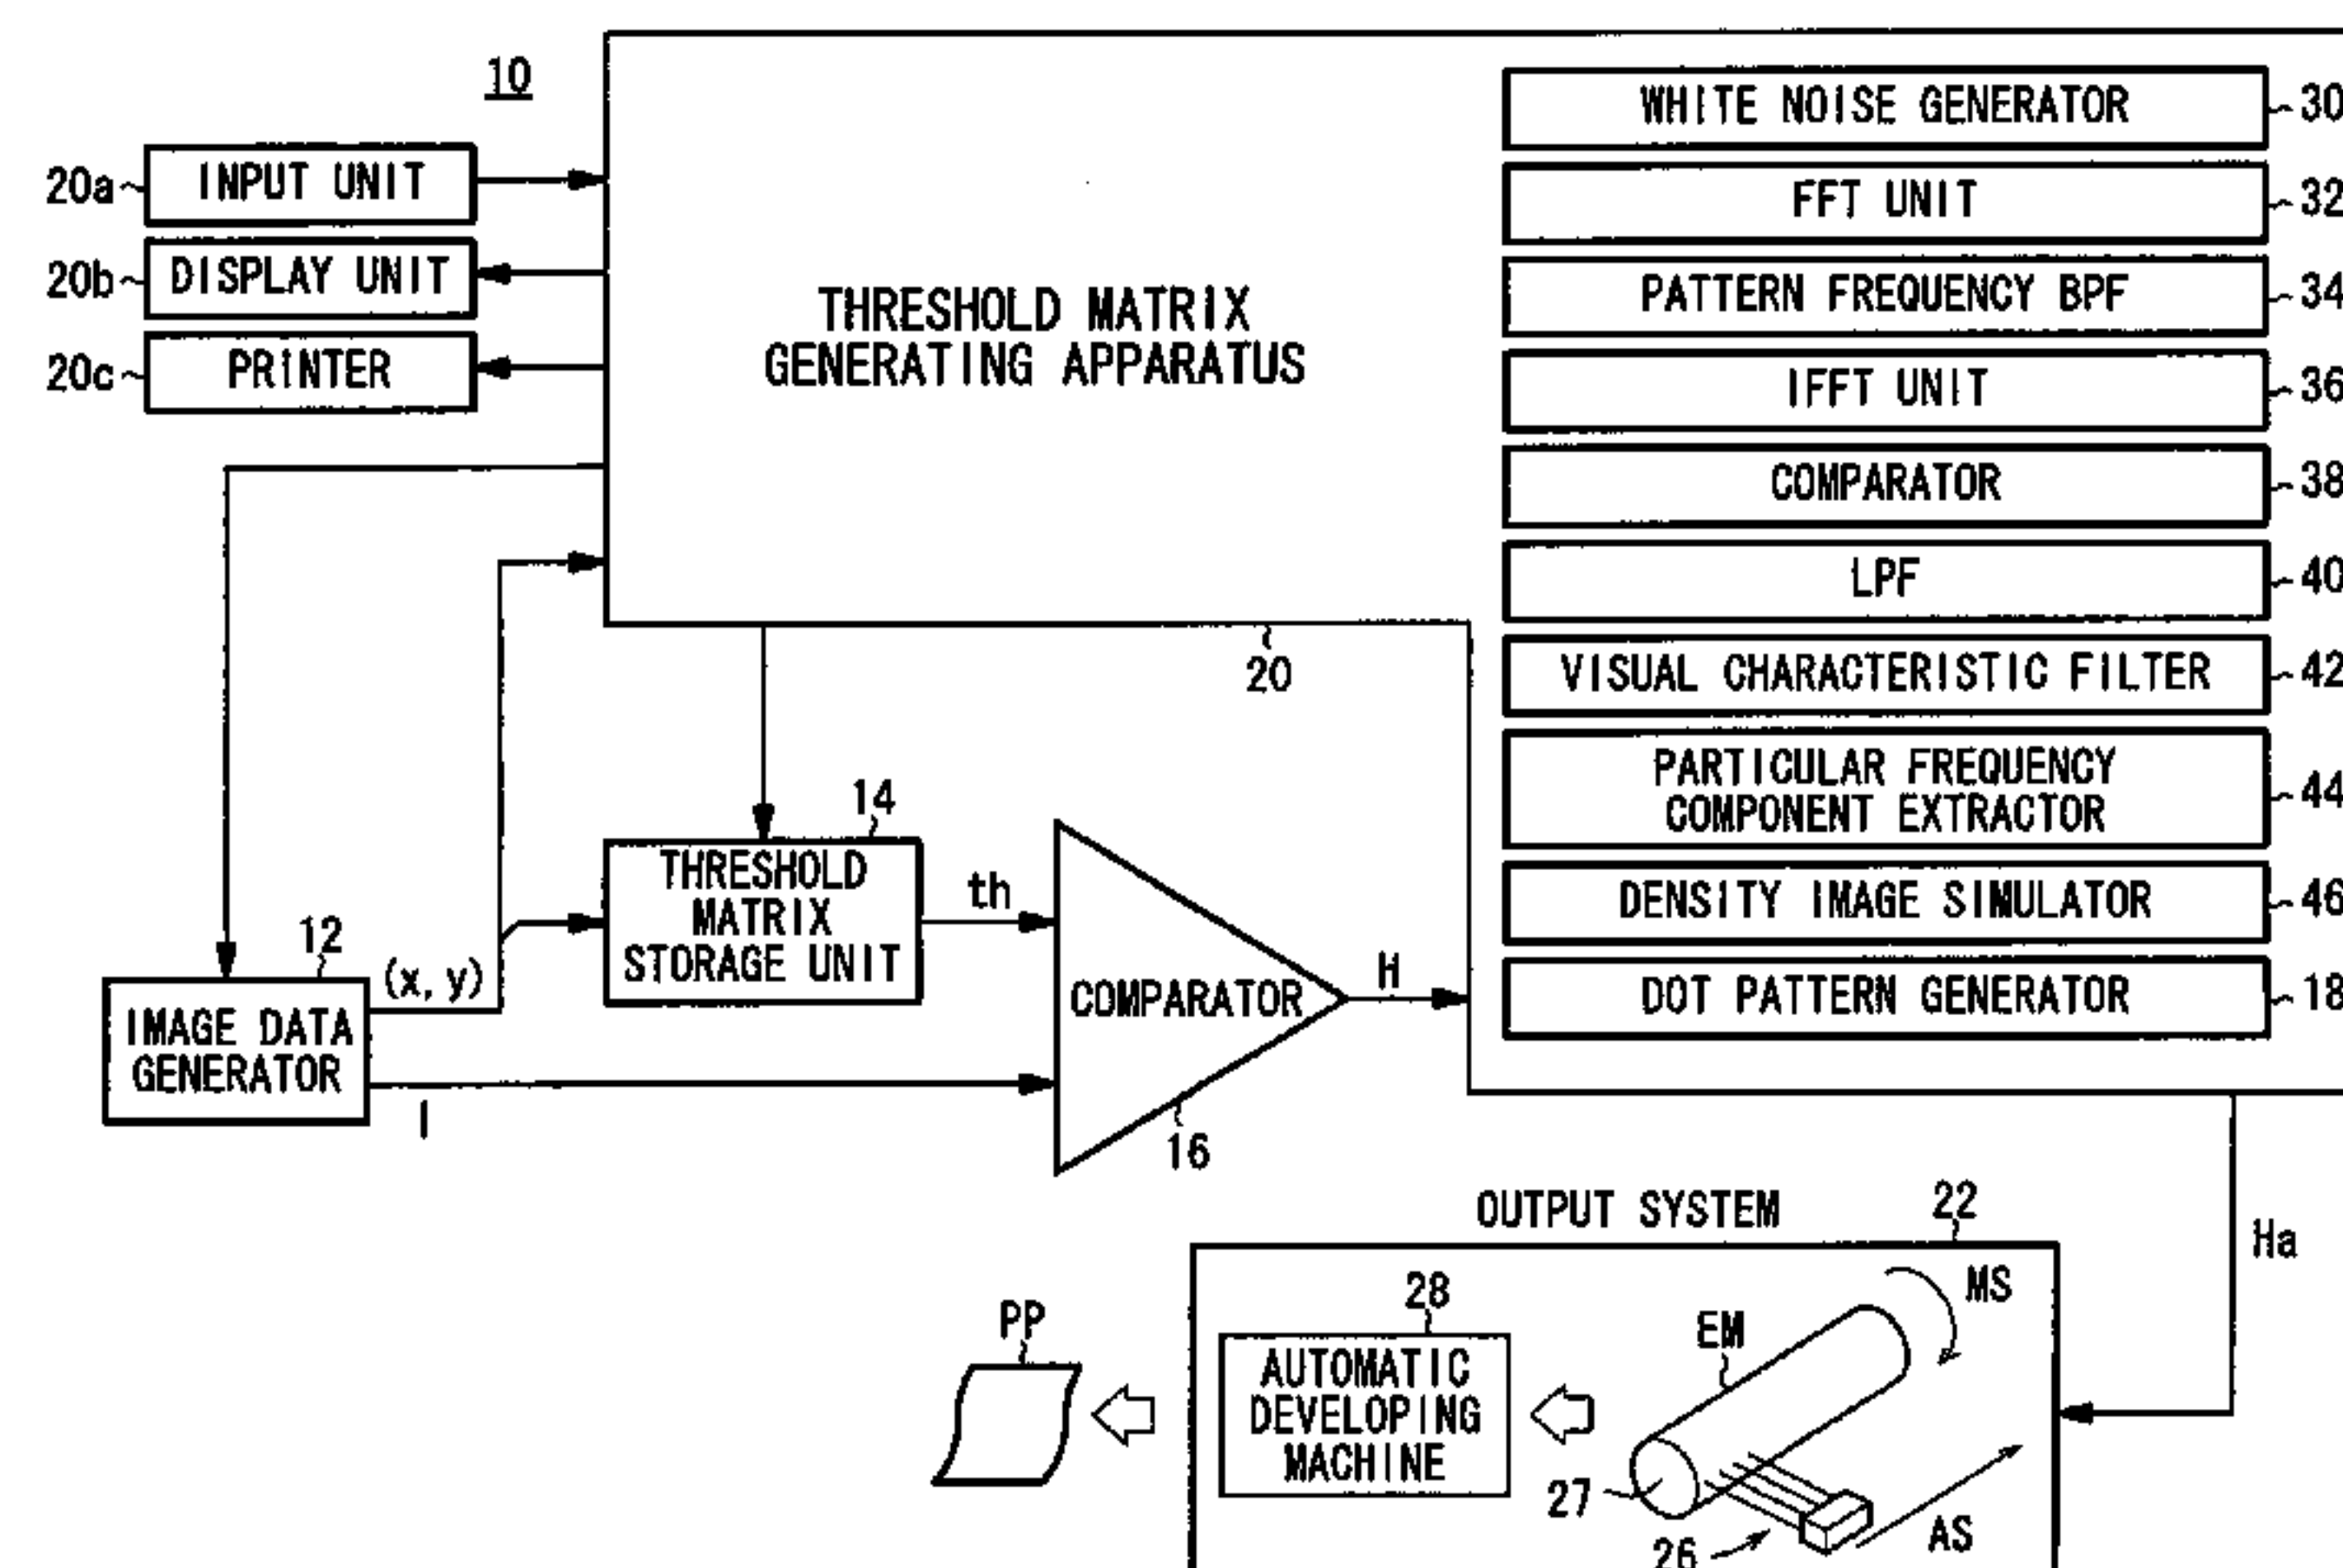 10
20a
INPUT UNIT
20b
DISPLAY UNIT
20c
PRINTER
THRESHOLD MATRIX
GENERATING APPARATUS
20
WHITE NOISE GENERATOR
30
FFT UNIT
32
PATTERN FREQUENCY BPF
34
IFFT UNIT
36
COMPARATOR
38
LPF
40
VISUAL CHARACTERISTIC FILTER
42
PARTICULAR FREQUENCY
COMPONENT EXTRACTOR
44
DENSITY IMAGE SIMULATOR
46
DOT PATTERN GENERATOR
18
12
IMAGE DATA
GENERATOR
(x, y)
I
14
THRESHOLD
MATRIX
STORAGE UNIT
th
COMPARATOR
16
H
Ha
OUTPUT SYSTEM
22
PP
28
AUTOMATIC
DEVELOPING
MACHINE
EM
MS
27
26
AS